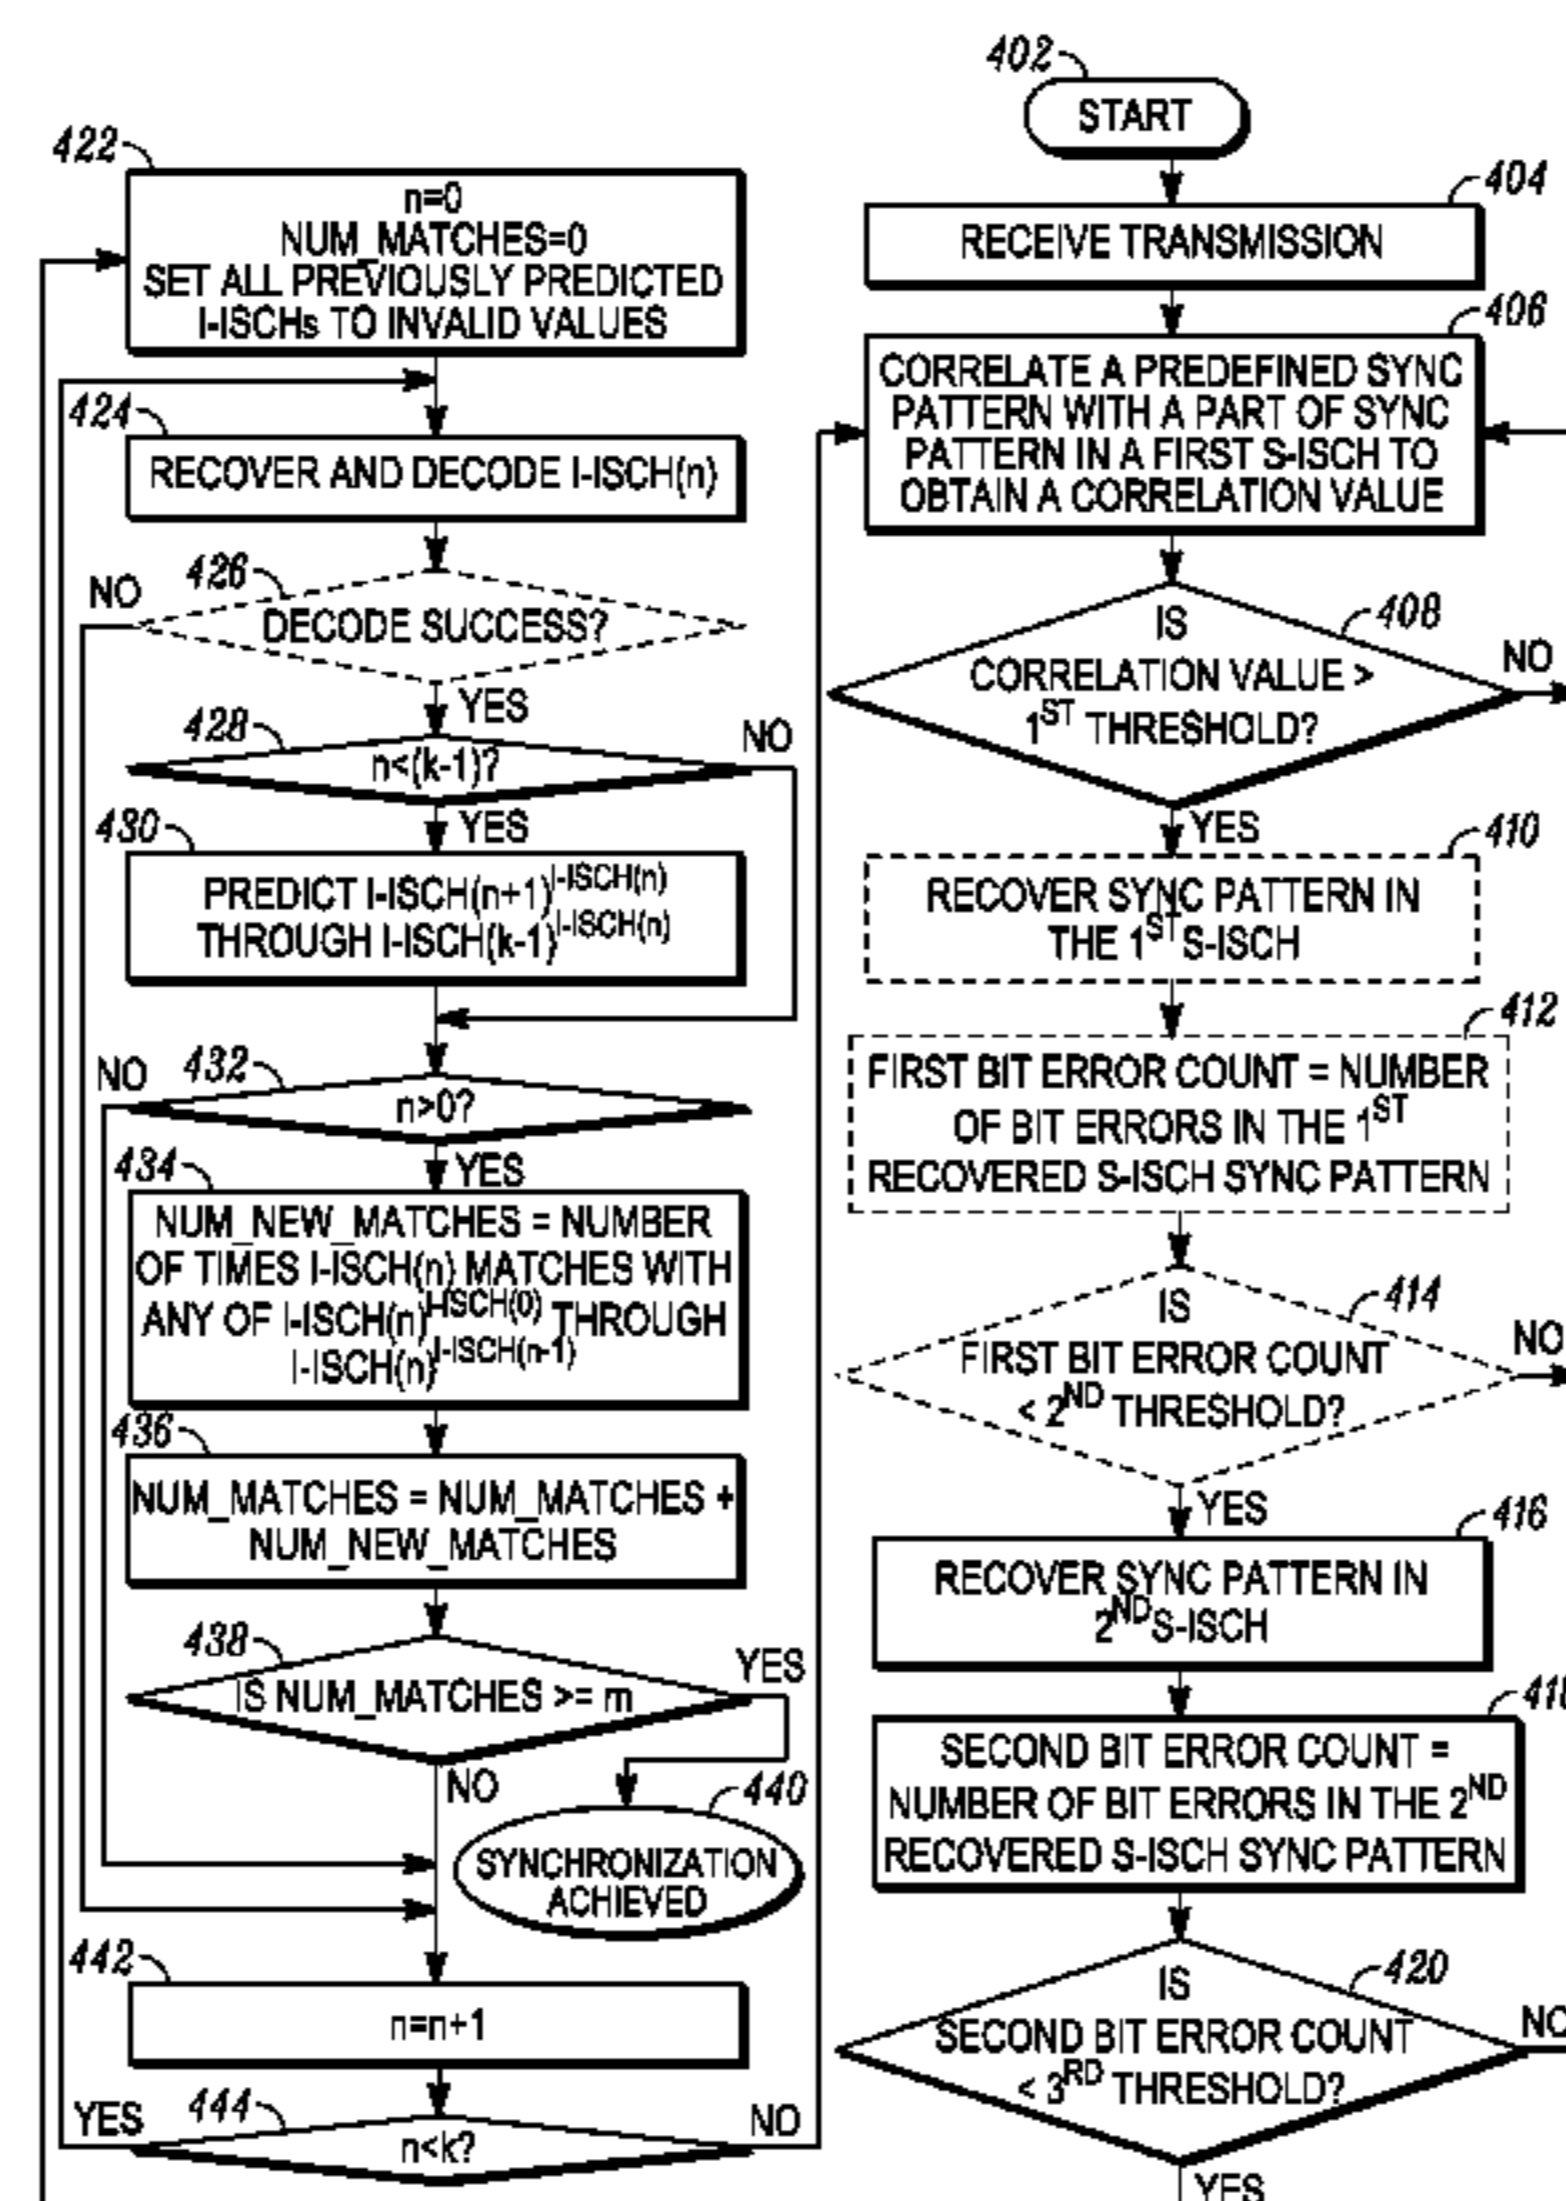 402
START
404
RECEIVE TRANSMISSION
406
CORRELATE A PREDEFINED SYNC
PATTERN WITH A PART OF SYNC
PATTERN IN A FIRST S-ISCH TO
OBTAIN A CORRELATION VALUE
408
IS
CORRELATION VALUE >
1ST THRESHOLD?
NO
YES
410
RECOVER SYNC PATTERN IN
THE 1ST S-ISCH
412
FIRST BIT ERROR COUNT = NUMBER
OF BIT ERRORS IN THE 1ST
RECOVERED S-ISCH SYNC PATTERN
414
IS
FIRST BIT ERROR COUNT
< 2ND THRESHOLD?
NO
YES
416
RECOVER SYNC PATTERN IN
2ND S-ISCH
418
SECOND BIT ERROR COUNT =
NUMBER OF BIT ERRORS IN THE 2ND
RECOVERED S-ISCH SYNC PATTERN
420
IS
SECOND BIT ERROR COUNT
< 3RD THRESHOLD?
NO
YES
422
n=0
NUM_MATCHES=0
SET ALL PREVIOUSLY PREDICTED
I-ISCHs TO INVALID VALUES
424
RECOVER AND DECODE I-ISCH(n)
426
NO
DECODE SUCCESS?
YES
428
n<(k-1)?
NO
YES
430
PREDICT I-ISCH(n+1)I-ISCH(n)
THROUGH I-ISCH(k-1)I-ISCH(n)
432
NO
n>0?
YES
434
NUM_NEW_MATCHES = NUMBER
OF TIMES I-ISCH(n) MATCHES WITH
ANY OF I-ISCH(n)I-ISCH(0) THROUGH
I-ISCH(n)I-ISCH(n-1)
436
NUM_MATCHES = NUM_MATCHES +
NUM_NEW_MATCHES
438
IS NUM_MATCHES >= m
YES
NO
440
SYNCHRONIZATION
ACHIEVED
442
n=n+1
444
YES
n<k?
NO